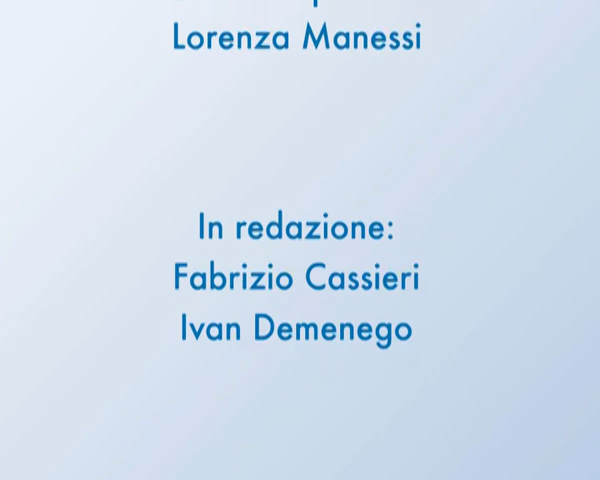 Lorenza Manessi
In redazione:
Fabrizio Cassieri
Ivan Demenego